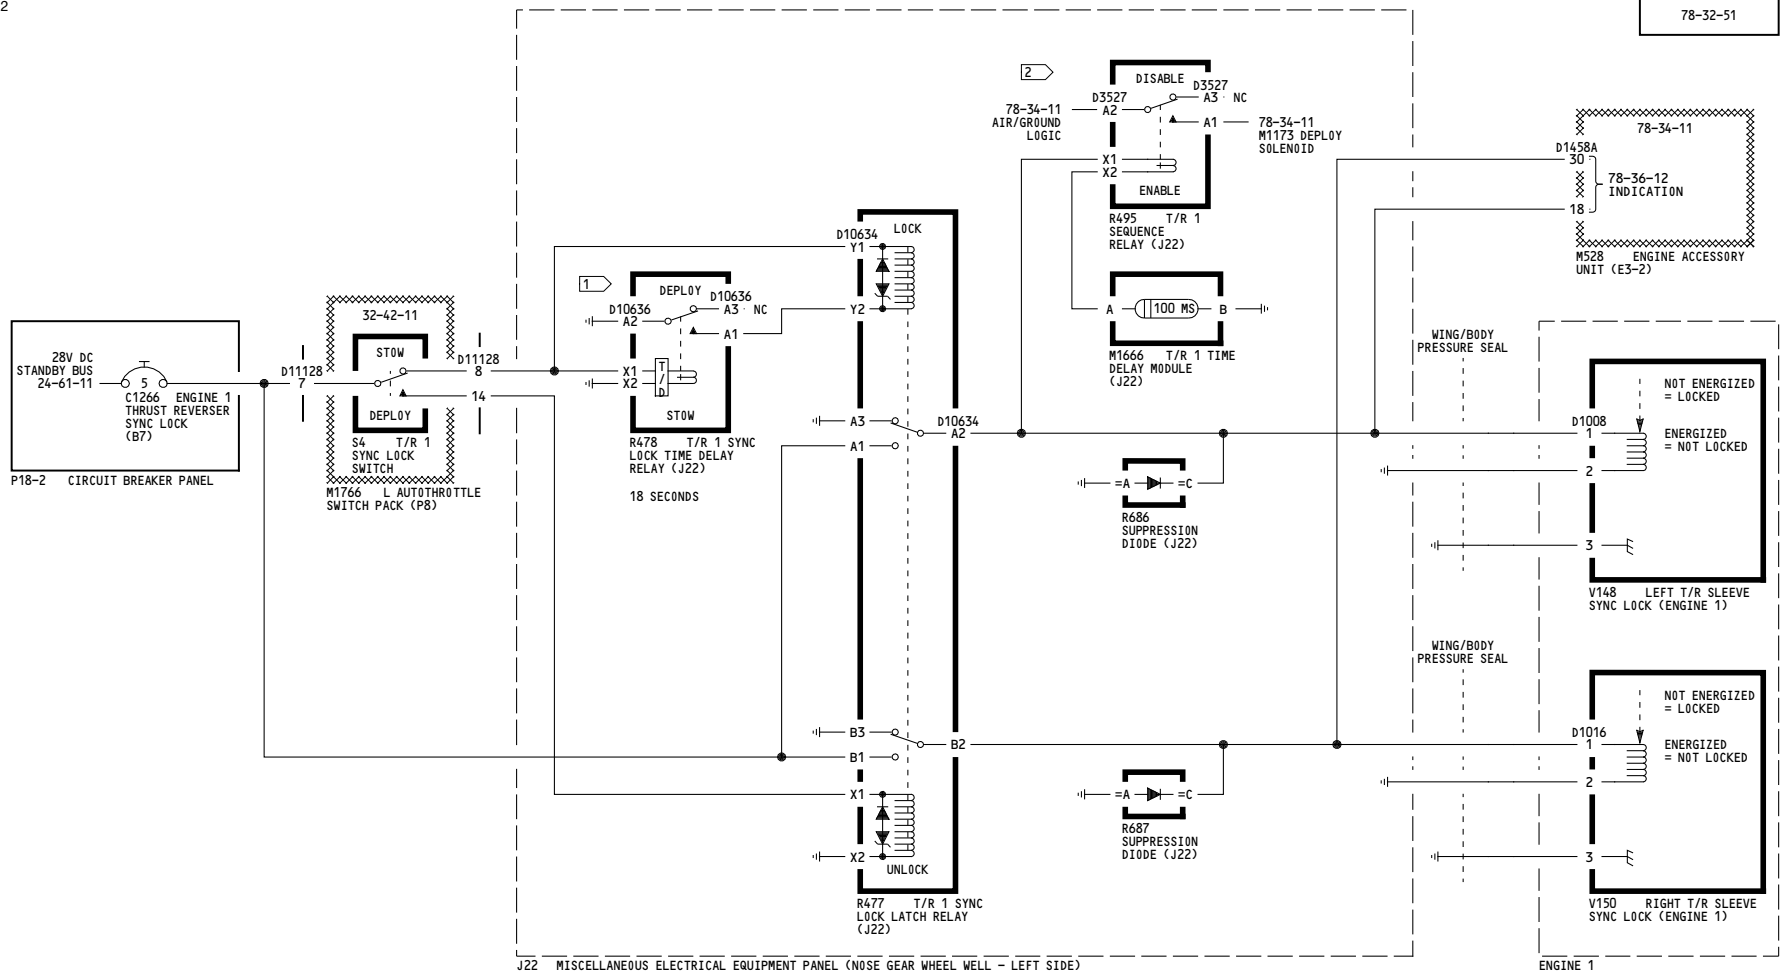 2
78-32-51
2
DISABLE
D3527
D3527
A3 NC
A2
78-34-11
AIR/GROUND
LOGIC
A1
78-34-11
M1173 DEPLOY
SOLENOID
X1
X2
ENABLE
R495 T/R 1
SEQUENCE
RELAY (J22)
78-34-11
D1458A
30
78-36-12
INDICATION
18
M528 ENGINE ACCESSORY
UNIT (E3-2)
LOCK
D10634
Y1
Y2
1
DEPLOY
D10636
D10636
A3 NC
A2
A1
X1
X2
T/D
STOW
R478 T/R 1 SYNC
LOCK TIME DELAY
RELAY (J22)
18 SECONDS
A 100 MS B
M1666 T/R 1 TIME
DELAY MODULE
(J22)
32-42-11
STOW
D11128
D11128
7
8
14
DEPLOY
S4 T/R 1
SYNC LOCK
SWITCH
M1766 L AUTOTHROTTLE
SWITCH PACK (P8)
28V DC
STANDBY BUS
24-61-11
5
C1266 ENGINE 1
THRUST REVERSER
SYNC LOCK
(B7)
P18-2 CIRCUIT BREAKER PANEL
WING/BODY
PRESSURE SEAL
A3
D10634
A2
A1
=A =C
R686
SUPPRESSION
DIODE (J22)
NOT ENERGIZED
= LOCKED
D1008
1
ENERGIZED
= NOT LOCKED
2
3
V148 LEFT T/R SLEEVE
SYNC LOCK (ENGINE 1)
WING/BODY
PRESSURE SEAL
B3
B2
B1
X1
X2
UNLOCK
R477 T/R 1 SYNC
LOCK LATCH RELAY
(J22)
=A =C
R687
SUPPRESSION
DIODE (J22)
NOT ENERGIZED
= LOCKED
D1016
1
ENERGIZED
= NOT LOCKED
2
3
V150 RIGHT T/R SLEEVE
SYNC LOCK (ENGINE 1)
J22 MISCELLANEOUS ELECTRICAL EQUIPMENT PANEL (NOSE GEAR WHEEL WELL - LEFT SIDE)
ENGINE 1